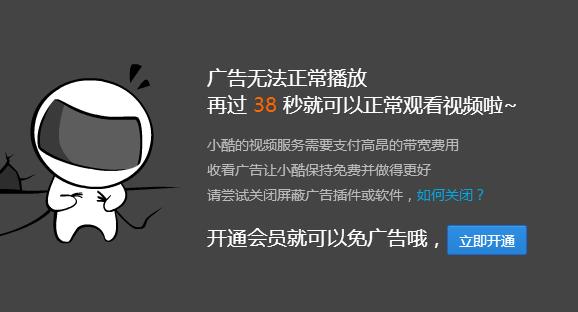 广告无法正常播放
再过 38 秒就可以正常观看视频啦~
小酷的视频服务需要支付高昂的带宽费用
收看广告让小酷保持免费并做得更好
请尝试关闭屏蔽广告插件或软件，如何关闭？
开通会员就可以免广告哦，立即开通